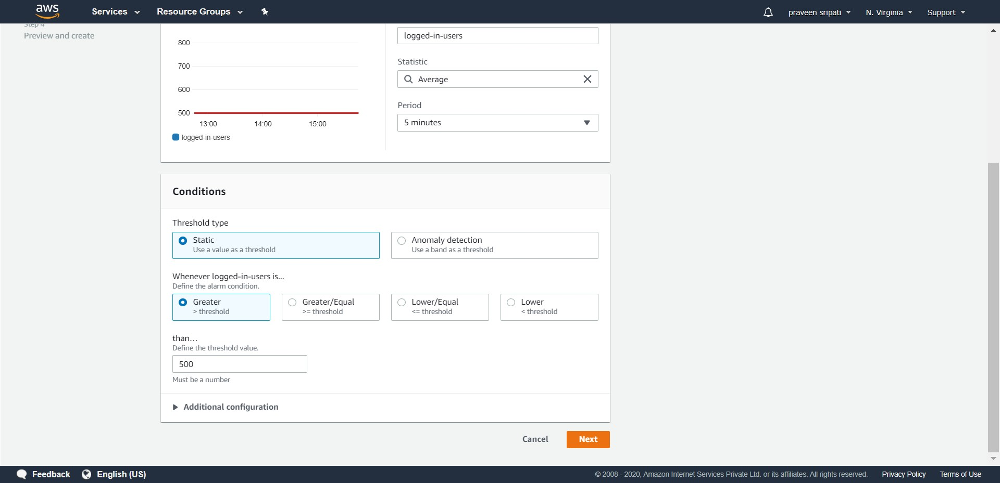 aws Services Resource Groups praveen sripati N. Virginia Support
Step 4
Preview and create
800
700
600
500
13:00 14:00 15:00
logged-in-users
logged-in-users
Statistic
Average
Period
5 minutes
Conditions
Threshold type
Static
Use a value as a threshold
Anomaly detection
Use a band as a threshold
Whenever logged-in-users is...
Define the alarm condition.
Greater
> threshold
Greater/Equal
>= threshold
Lower/Equal
<= threshold
Lower
< threshold
than...
Define the threshold value.
500
Must be a number
Additional configuration
Cancel Next
Feedback English (US) © 2008 - 2020, Amazon Internet Services Private Ltd. or its affiliates. All rights reserved. Privacy Policy Terms of Use